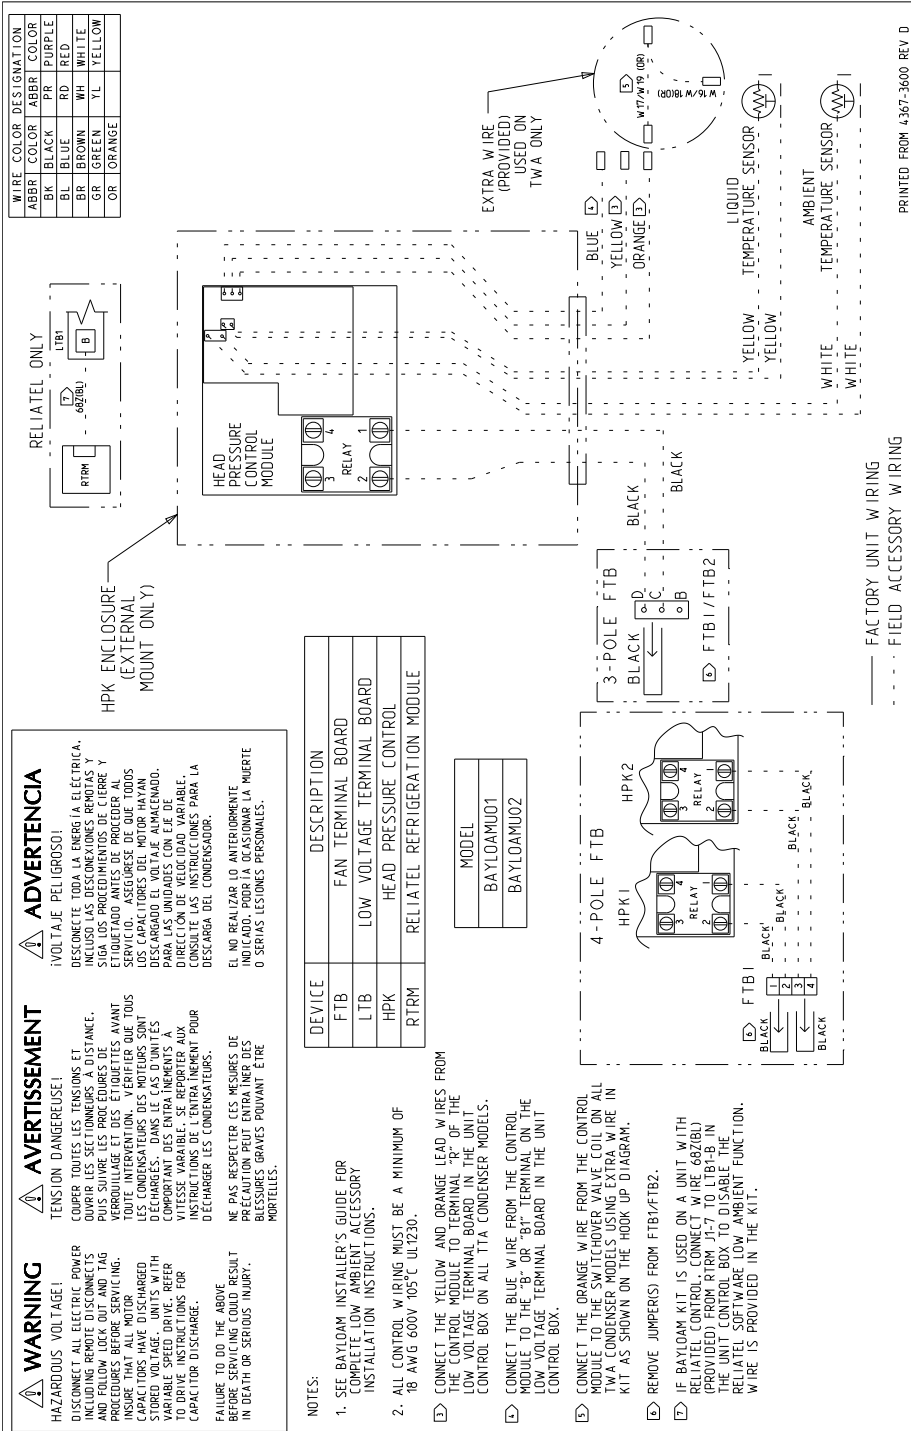 WARNING
HAZARDOUS VOLTAGE!
DISCONNECT ALL ELECTRIC POWER
INCLUDING REMOTE DISCONNECTS
AND FOLLOW LOCK OUT AND TAG
PROCEDURES BEFORE SERVICING.
INSURE THAT ALL MOTOR
CAPACITORS HAVE DISCHARGED
STORED VOLTAGE. UNITS WITH
VARIABLE SPEED DRIVE, REFER
TO DRIVE INSTRUCTIONS FOR
CAPACITOR DISCHARGE.
FAILURE TO DO THE ABOVE
BEFORE SERVICING COULD RESULT
IN DEATH OR SERIOUS INJURY.
AVERTISSEMENT
TENSION DANGEREUSE!
COUPER TOUTES LES TENSIONS ET
OUVRIR LES SECTIONNEURS À DISTANCE,
PUIS SUIVRE LES PROCÉDURES DE
VERROUILLAGE ET DES ÉTIQUETTES AVANT
TOUTE INTERVENTION. VÉRIFIER QUE TOUS
LES CONDENSATEURS DES MOTEURS SONT
DÉCHARGÉS. DANS LE CAS D'UNITÉS
COMPORTANT DES ENTRAÎNEMENTS À
VITESSE VARAIBLE, SE REPORTER AUX
INSTRUCTIONS DE L'ENTRAÎNEMENT POUR
DÉCHARGER LES CONDENSATEURS.
NE PAS RESPECTER CES MESURES DE
PRÉCAUTION PEUT ENTRAÎNER DES
BLESSURES GRAVES POUVANT ÊTRE
MORTELLES.
ADVERTENCIA
¡VOLTAJE PELIGROSO!
DESCONECTE TODA LA ENERGÍA ELÉCTRICA,
INCLUSO LAS DESCONEXIONES REMOTAS Y
SIGA LOS PROCEDIMIENTOS DE CIERRE Y
ETIQUETADO ANTES DE PROCEDER AL
SERVICIO. ASEGÚRESE DE QUE TODOS
LOS CAPACITORES DEL MOTOR HAYAN
DESCARGADO EL VOLTAJE ALMACENADO.
PARA LAS UNIDADES CON EJE DE
DIRECCIÓN DE VELOCIDAD VARIABLE,
CONSULTE LAS INSTRUCCIONES PARA LA
DESCARGA DEL CONDENSADOR.
EL NO REALIZAR LO ANTERIORMENTE
INDICADO, PODRÍA OCASIONAR LA MUERTE
O SERIAS LESIONES PERSONALES.
NOTES:
1. SEE BAYLOAM INSTALLER'S GUIDE FOR
COMPLETE LOW AMBIENT ACCESSORY
INSTALLATION INSTRUCTIONS.
2. ALL CONTROL WIRING MUST BE A MINIMUM OF
18 AWG 600V 105°C UL1230.
3 CONNECT THE YELLOW AND ORANGE LEAD WIRES FROM
THE CONTROL MODULE TO TERMINAL "R" OF THE
LOW VOLTAGE TERMINAL BOARD IN THE UNIT
CONTROL BOX ON ALL TTA CONDENSER MODELS.
4 CONNECT THE BLUE WIRE FROM THE CONTROL
MODULE TO THE "B" OR "B1" TERMINAL ON THE
LOW VOLTAGE TERMINAL BOARD IN THE UNIT
CONTROL BOX.
5 CONNECT THE ORANGE WIRE FROM THE CONTROL
MODULE TO THE SWITCHOVER VALVE COIL ON ALL
TWA CONDENSER MODELS USING EXTRA WIRE IN
KIT AS SHOWN ON THE HOOK UP DIAGRAM.
6 REMOVE JUMPER(S) FROM FTB1/FTB2.
7 IF BAYLOAM KIT IS USED ON A UNIT WITH
RELIATEL CONTROL, CONNECT WIRE 68Z(BL)
(PROVIDED) FROM RTRM J1-7 TO LTB1-B IN
THE UNIT CONTROL BOX TO DISABLE THE
RELIATEL SOFTWARE LOW AMBIENT FUNCTION.
WIRE IS PROVIDED IN THE KIT.
DEVICE DESCRIPTION
FTB FAN TERMINAL BOARD
LTB LOW VOLTAGE TERMINAL BOARD
HPK HEAD PRESSURE CONTROL
RTRM RELIATEL REFRIGERATION MODULE
MODEL
BAYLOAMU01
BAYLOAMU02
4-POLE FTB
HPK1
HPK2
3 4
RELAY
2 1
3 4
RELAY
2 1
FTB1
6
BLACK
BLACK
1
2
3
4
BLACK
BLACK
BLACK
BLACK
3-POLE FTB
BLACK
D
C
B
6 FTB1/FTB2
BLACK
BLACK
HPK ENCLOSURE
(EXTERNAL
MOUNT ONLY)
HEAD
PRESSURE
CONTROL
MODULE
3 4
RELAY
2 1
RELIATEL ONLY
RTRM
7
68Z(BL)
LTB1
B
WIRE COLOR DESIGNATION
ABBR COLOR ABBR COLOR
BK BLACK PR PURPLE
BL BLUE RD RED
BR BROWN WH WHITE
GR GREEN YL YELLOW
OR ORANGE
EXTRA WIRE
(PROVIDED)
USED ON
TWA ONLY
5
W17/W19 (OR)
W16/W18(OR)
BLUE 4
YELLOW 3
ORANGE 3
LIQUID
TEMPERATURE SENSOR
YELLOW
YELLOW
AMBIENT
TEMPERATURE SENSOR
WHITE
WHITE
FACTORY UNIT WIRING
FIELD ACCESSORY WIRING
PRINTED FROM 4367-3600 REV D